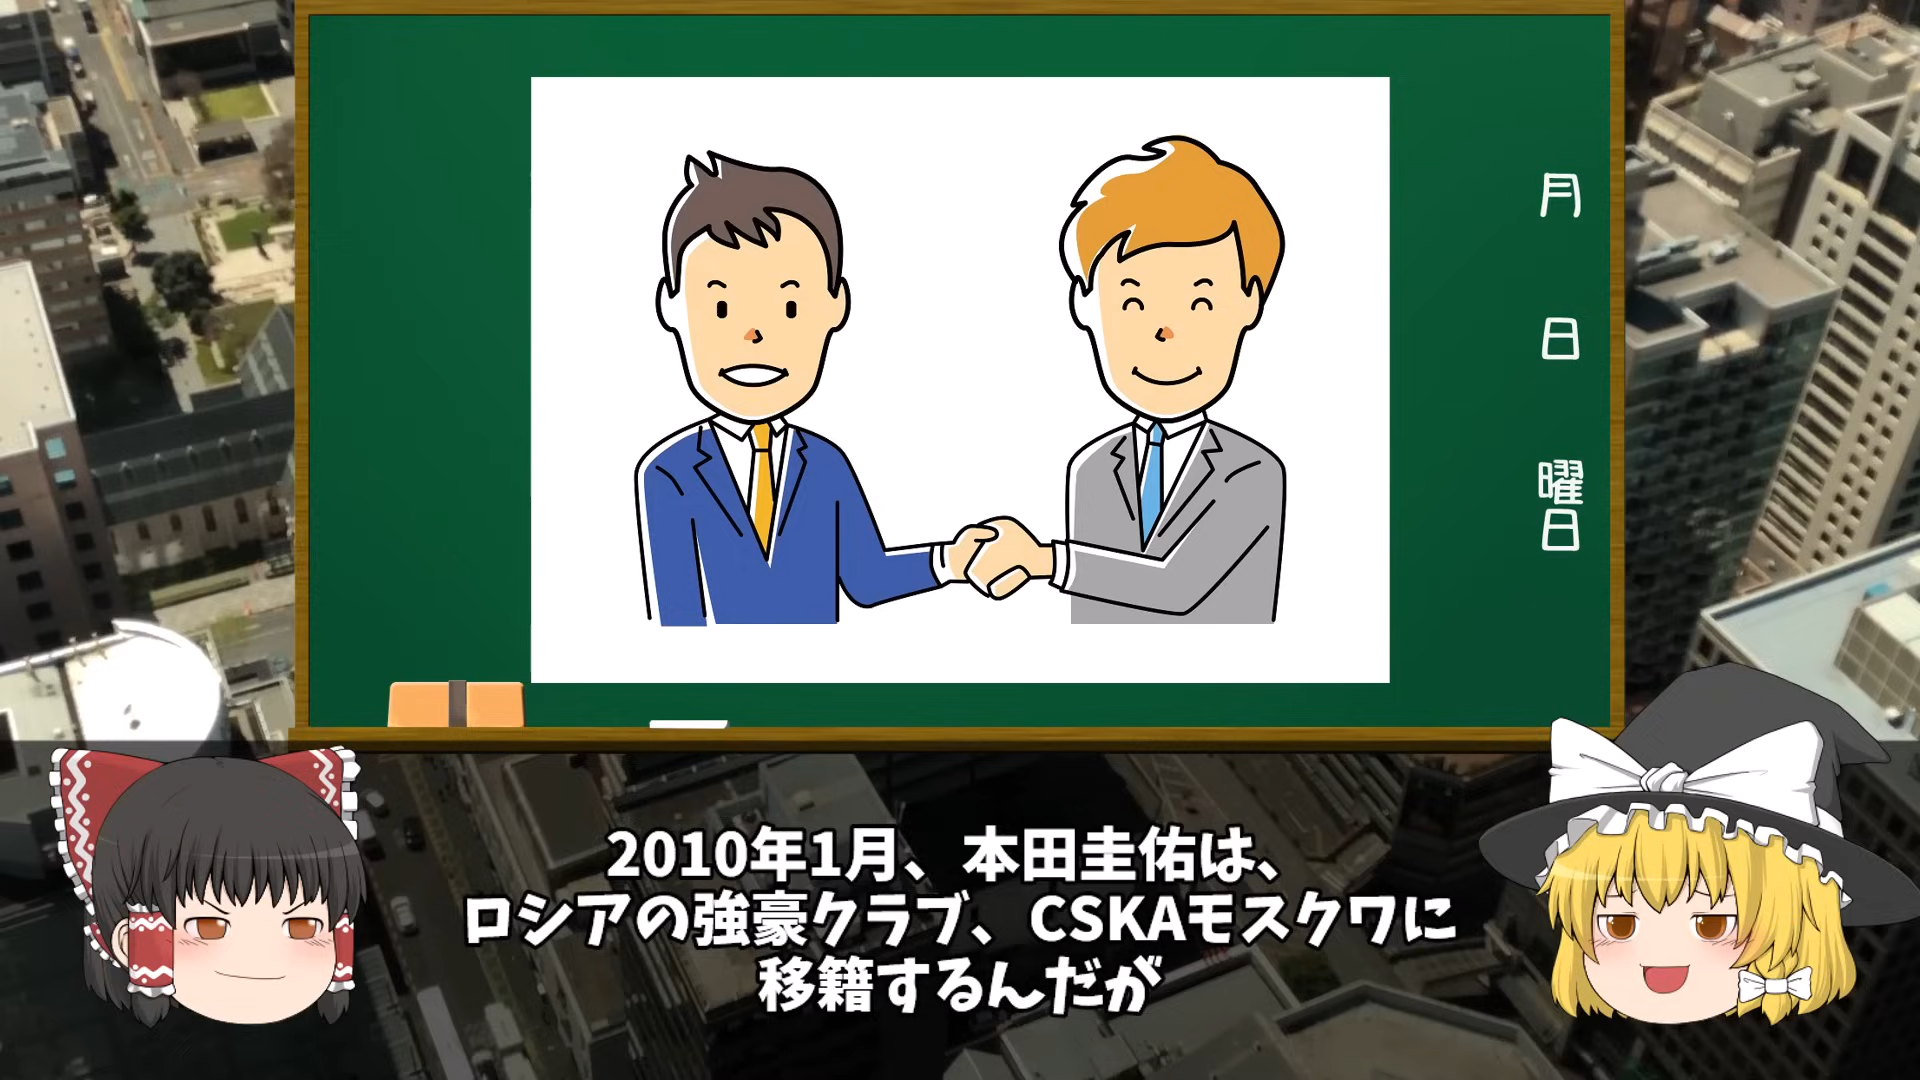 月
日
曜
日
2010年1月、本田圭佑は、
ロシアの強豪クラブ、CSKAモスクワに
移籍するんだが